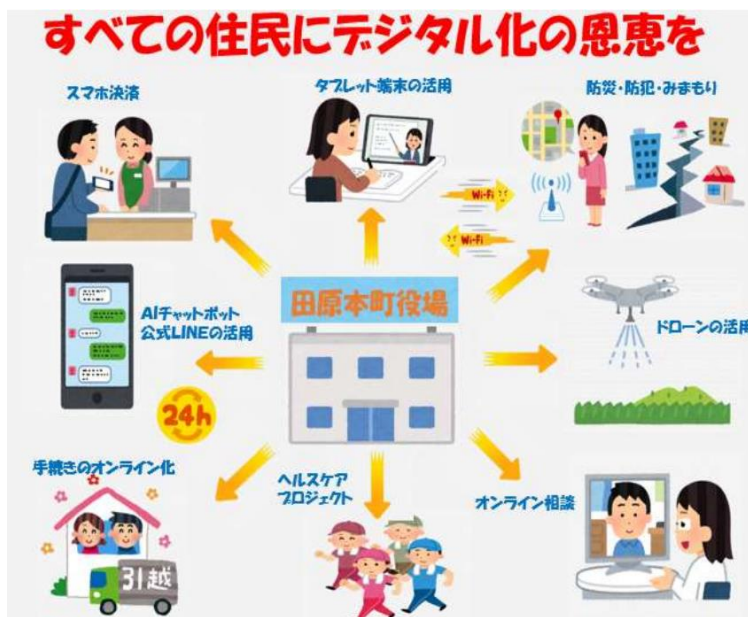 すべての住民にデジタル化の恩恵を
スマホ決済
タブレット端末の活用
防災・防犯・みまもり
Wi-Fi
Wi-Fi
田原本町役場
AIチャットボット
公式LINEの活用
ドローンの活用
24h
手続きのオンライン化
ヘルスケア
プロジェクト
オンライン相談
引越